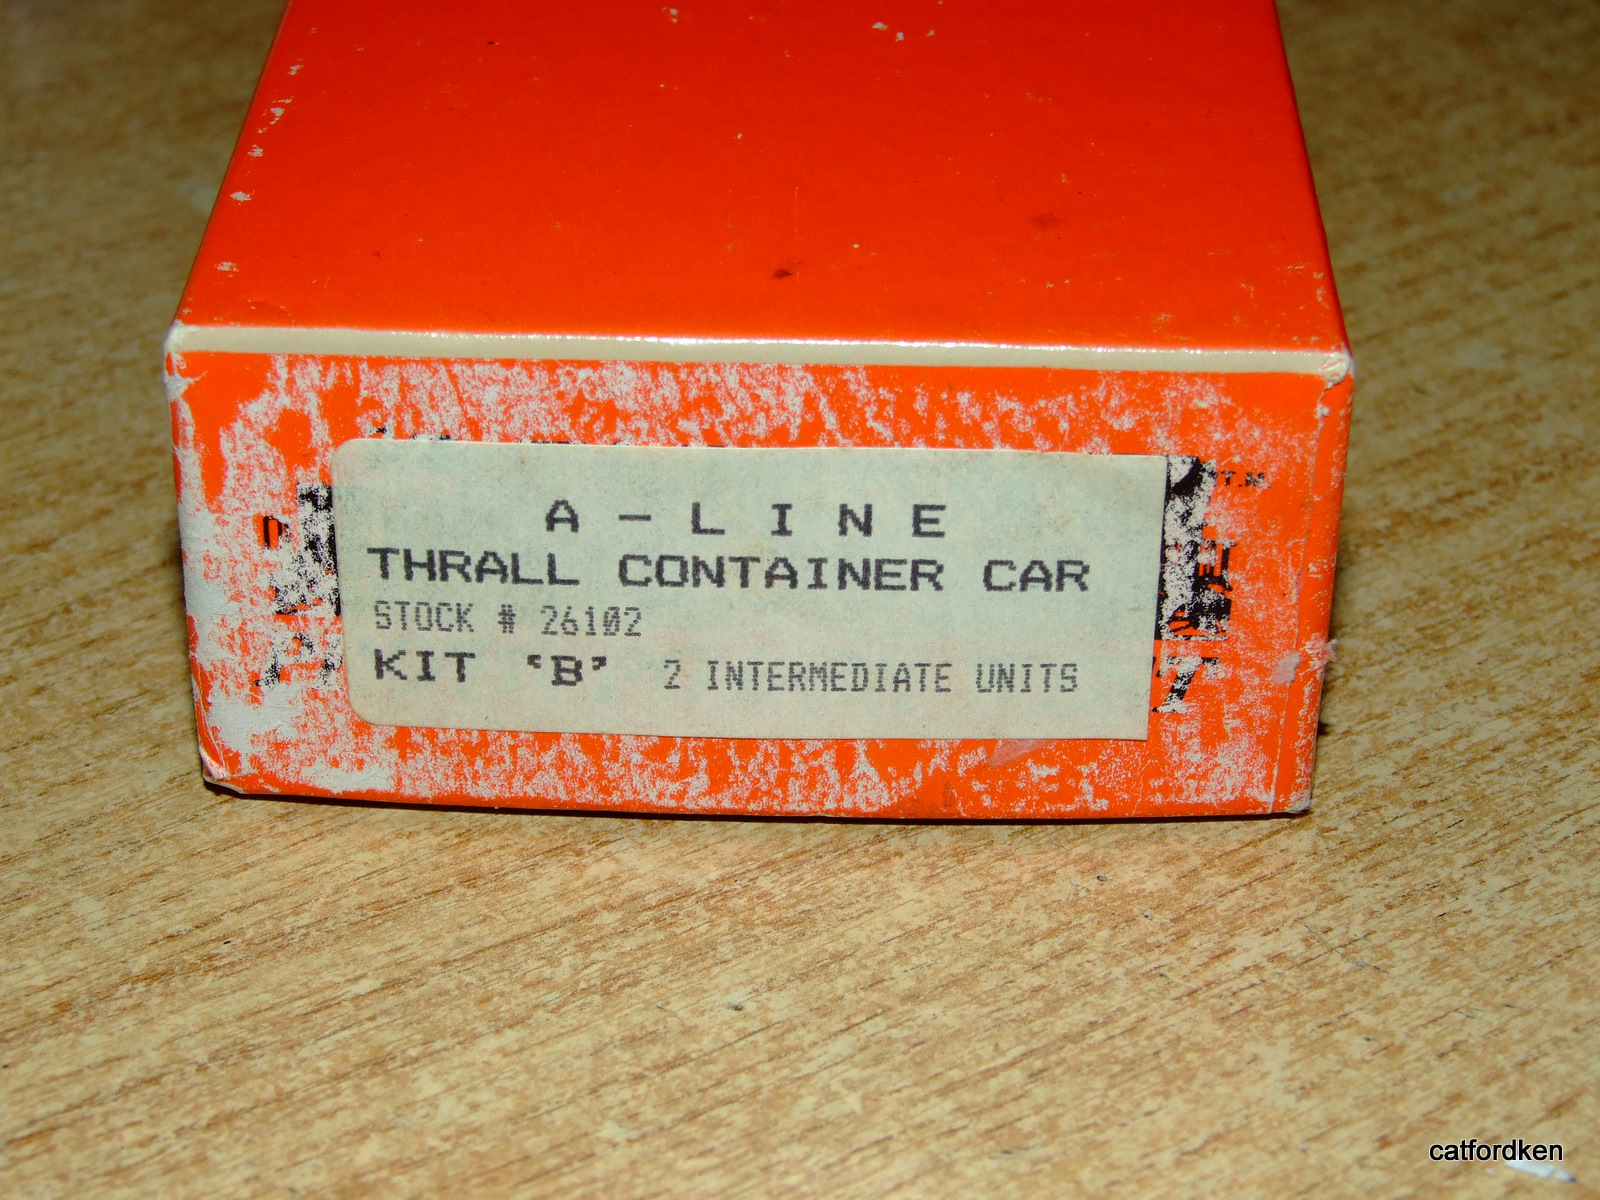 A-LINE
THRALL CONTAINER CAR
STOCK # 26102
KIT 'B' 2 INTERMEDIATE UNITS
T.M.
catfordken